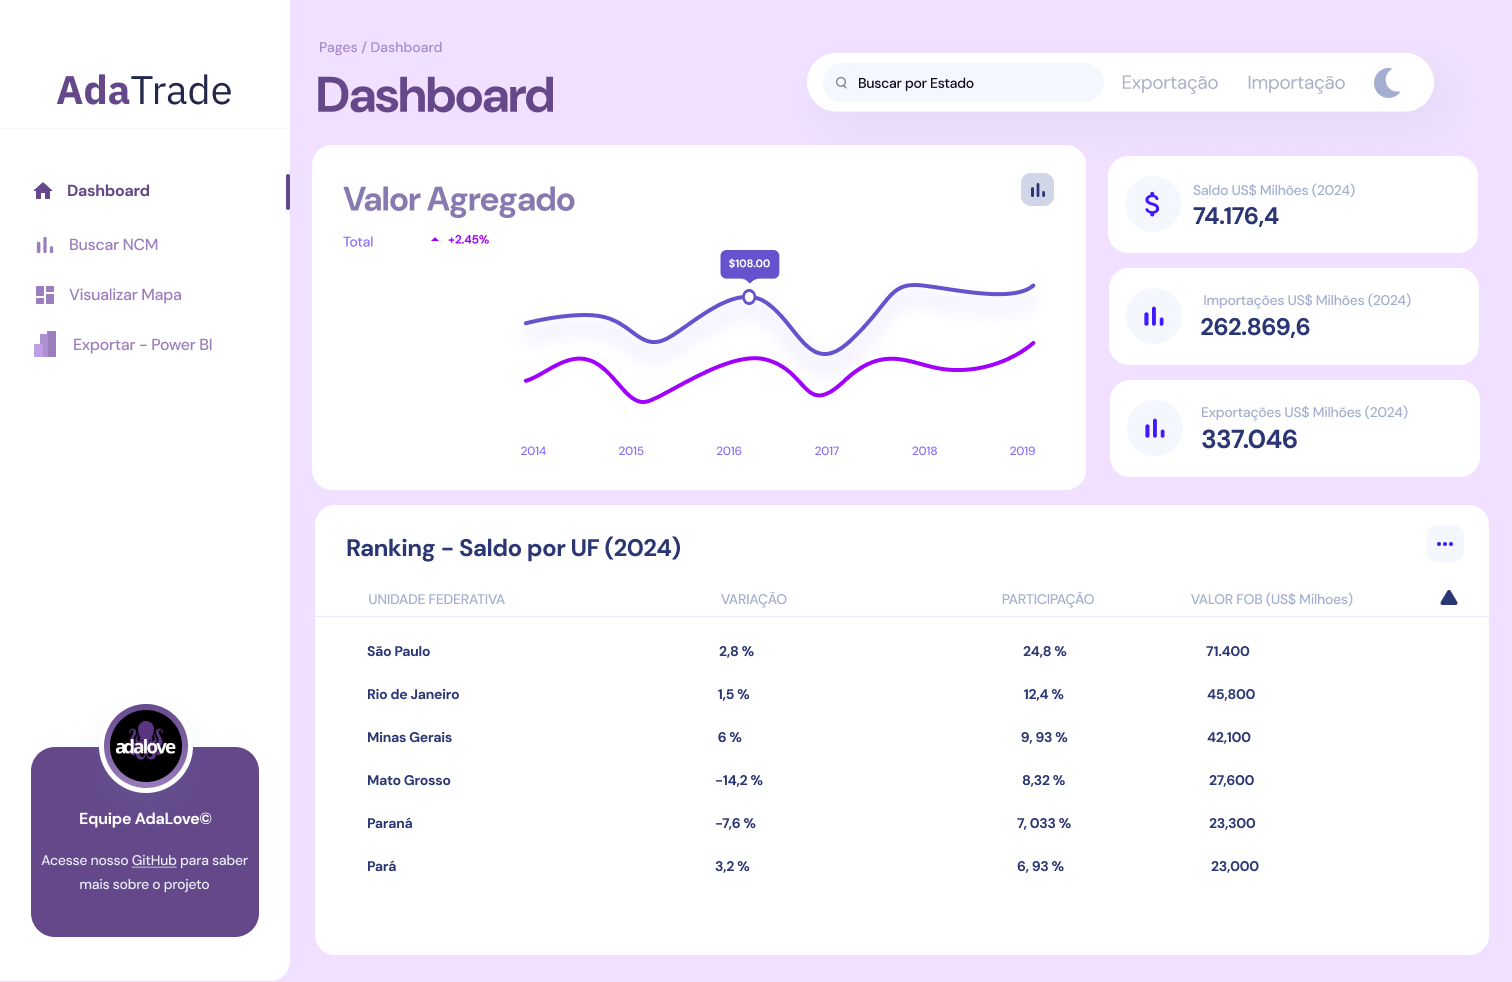 AdaTrade
Dashboard
Buscar NCM
Visualizar Mapa
Exportar - Power BI
adalove
Equipe AdaLove©
Acesse nosso GitHub para saber
mais sobre o projeto
Pages / Dashboard
Dashboard
Buscar por Estado
Exportação
Importação
Valor Agregado
Total
+2.45%
$108.00
2014 2015 2016 2017 2018 2019
Saldo US$ Milhões (2024)
74.176,4
Importações US$ Milhões (2024)
262.869,6
Exportações US$ Milhões (2024)
337.046
Ranking - Saldo por UF (2024)
UNIDADE FEDERATIVA VARIAÇÃO PARTICIPAÇÃO VALOR FOB (US$ Milhoes)
São Paulo 2,8 % 24,8 % 71.400
Rio de Janeiro 1,5 % 12,4 % 45,800
Minas Gerais 6 % 9, 93 % 42,100
Mato Grosso -14,2 % 8,32 % 27,600
Paraná -7,6 % 7, 033 % 23,300
Pará 3,2 % 6, 93 % 23,000